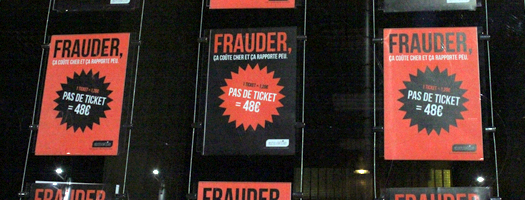 FRAUDER,
ÇA COÛTE CHER ET ÇA RAPPORTE PEU.
PAS DE TICKET
= 48€
FRAUDER,
ÇA COÛTE CHER ET ÇA RAPPORTE PEU.
PAS DE TICKET
= 48€
FRAUDER,
ÇA COÛTE CHER ET ÇA RAPPORTE PEU.
PAS DE TICKET
= 48€
FRAUDER
FRAUDER
FRAUDER